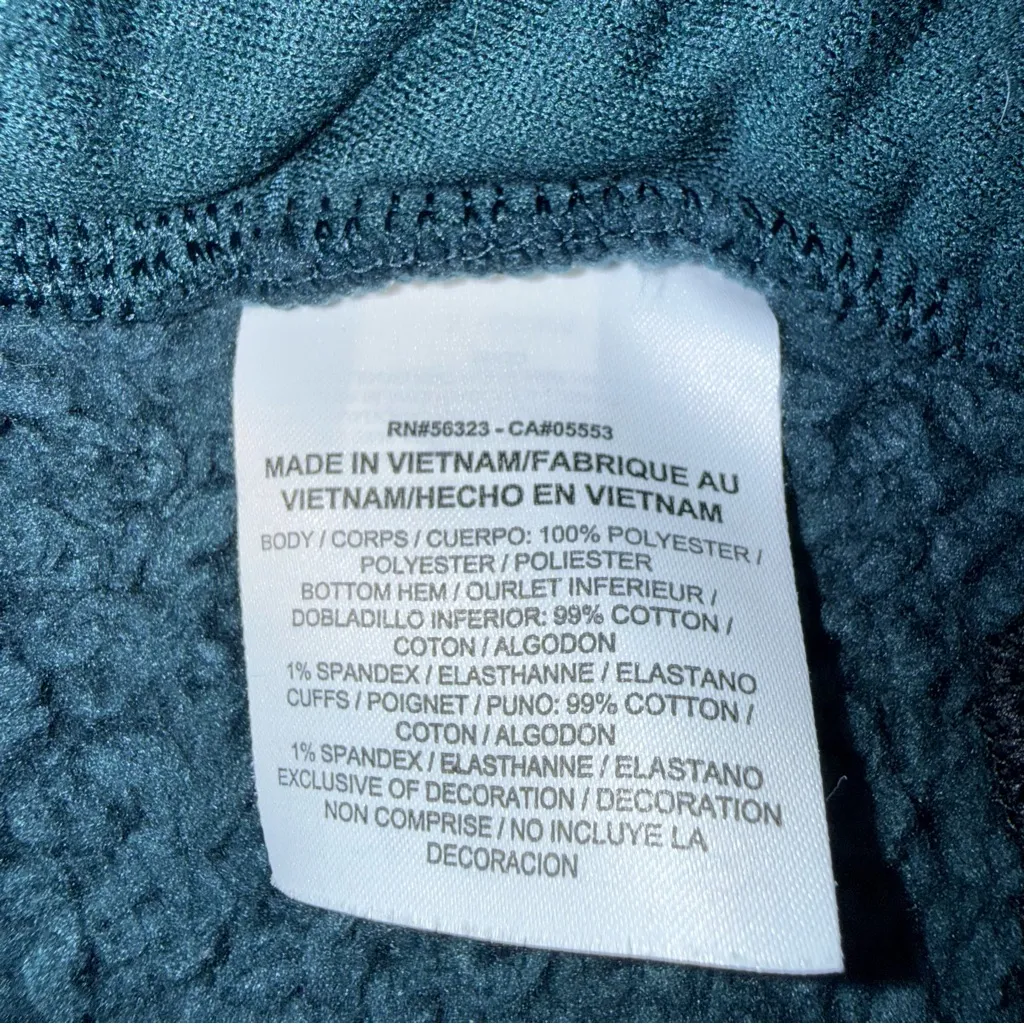 RN#56323 - CA#05553
MADE IN VIETNAM/FABRIQUE AU
VIETNAM/HECHO EN VIETNAM
BODY / CORPS / CUERPO: 100% POLYESTER /
POLYESTER / POLIESTER
BOTTOM HEM / OURLET INFERIEUR /
DOBLADILLO INFERIOR: 99% COTTON /
COTON / ALGODON
1% SPANDEX / ELASTHANNE / ELASTANO
CUFFS / POIGNET / PUNO: 99% COTTON /
COTON / ALGODON
1% SPANDEX / ELASTHANNE / ELASTANO
EXCLUSIVE OF DECORATION / DECORATION
NON COMPRISE / NO INCLUYE LA
DECORACION